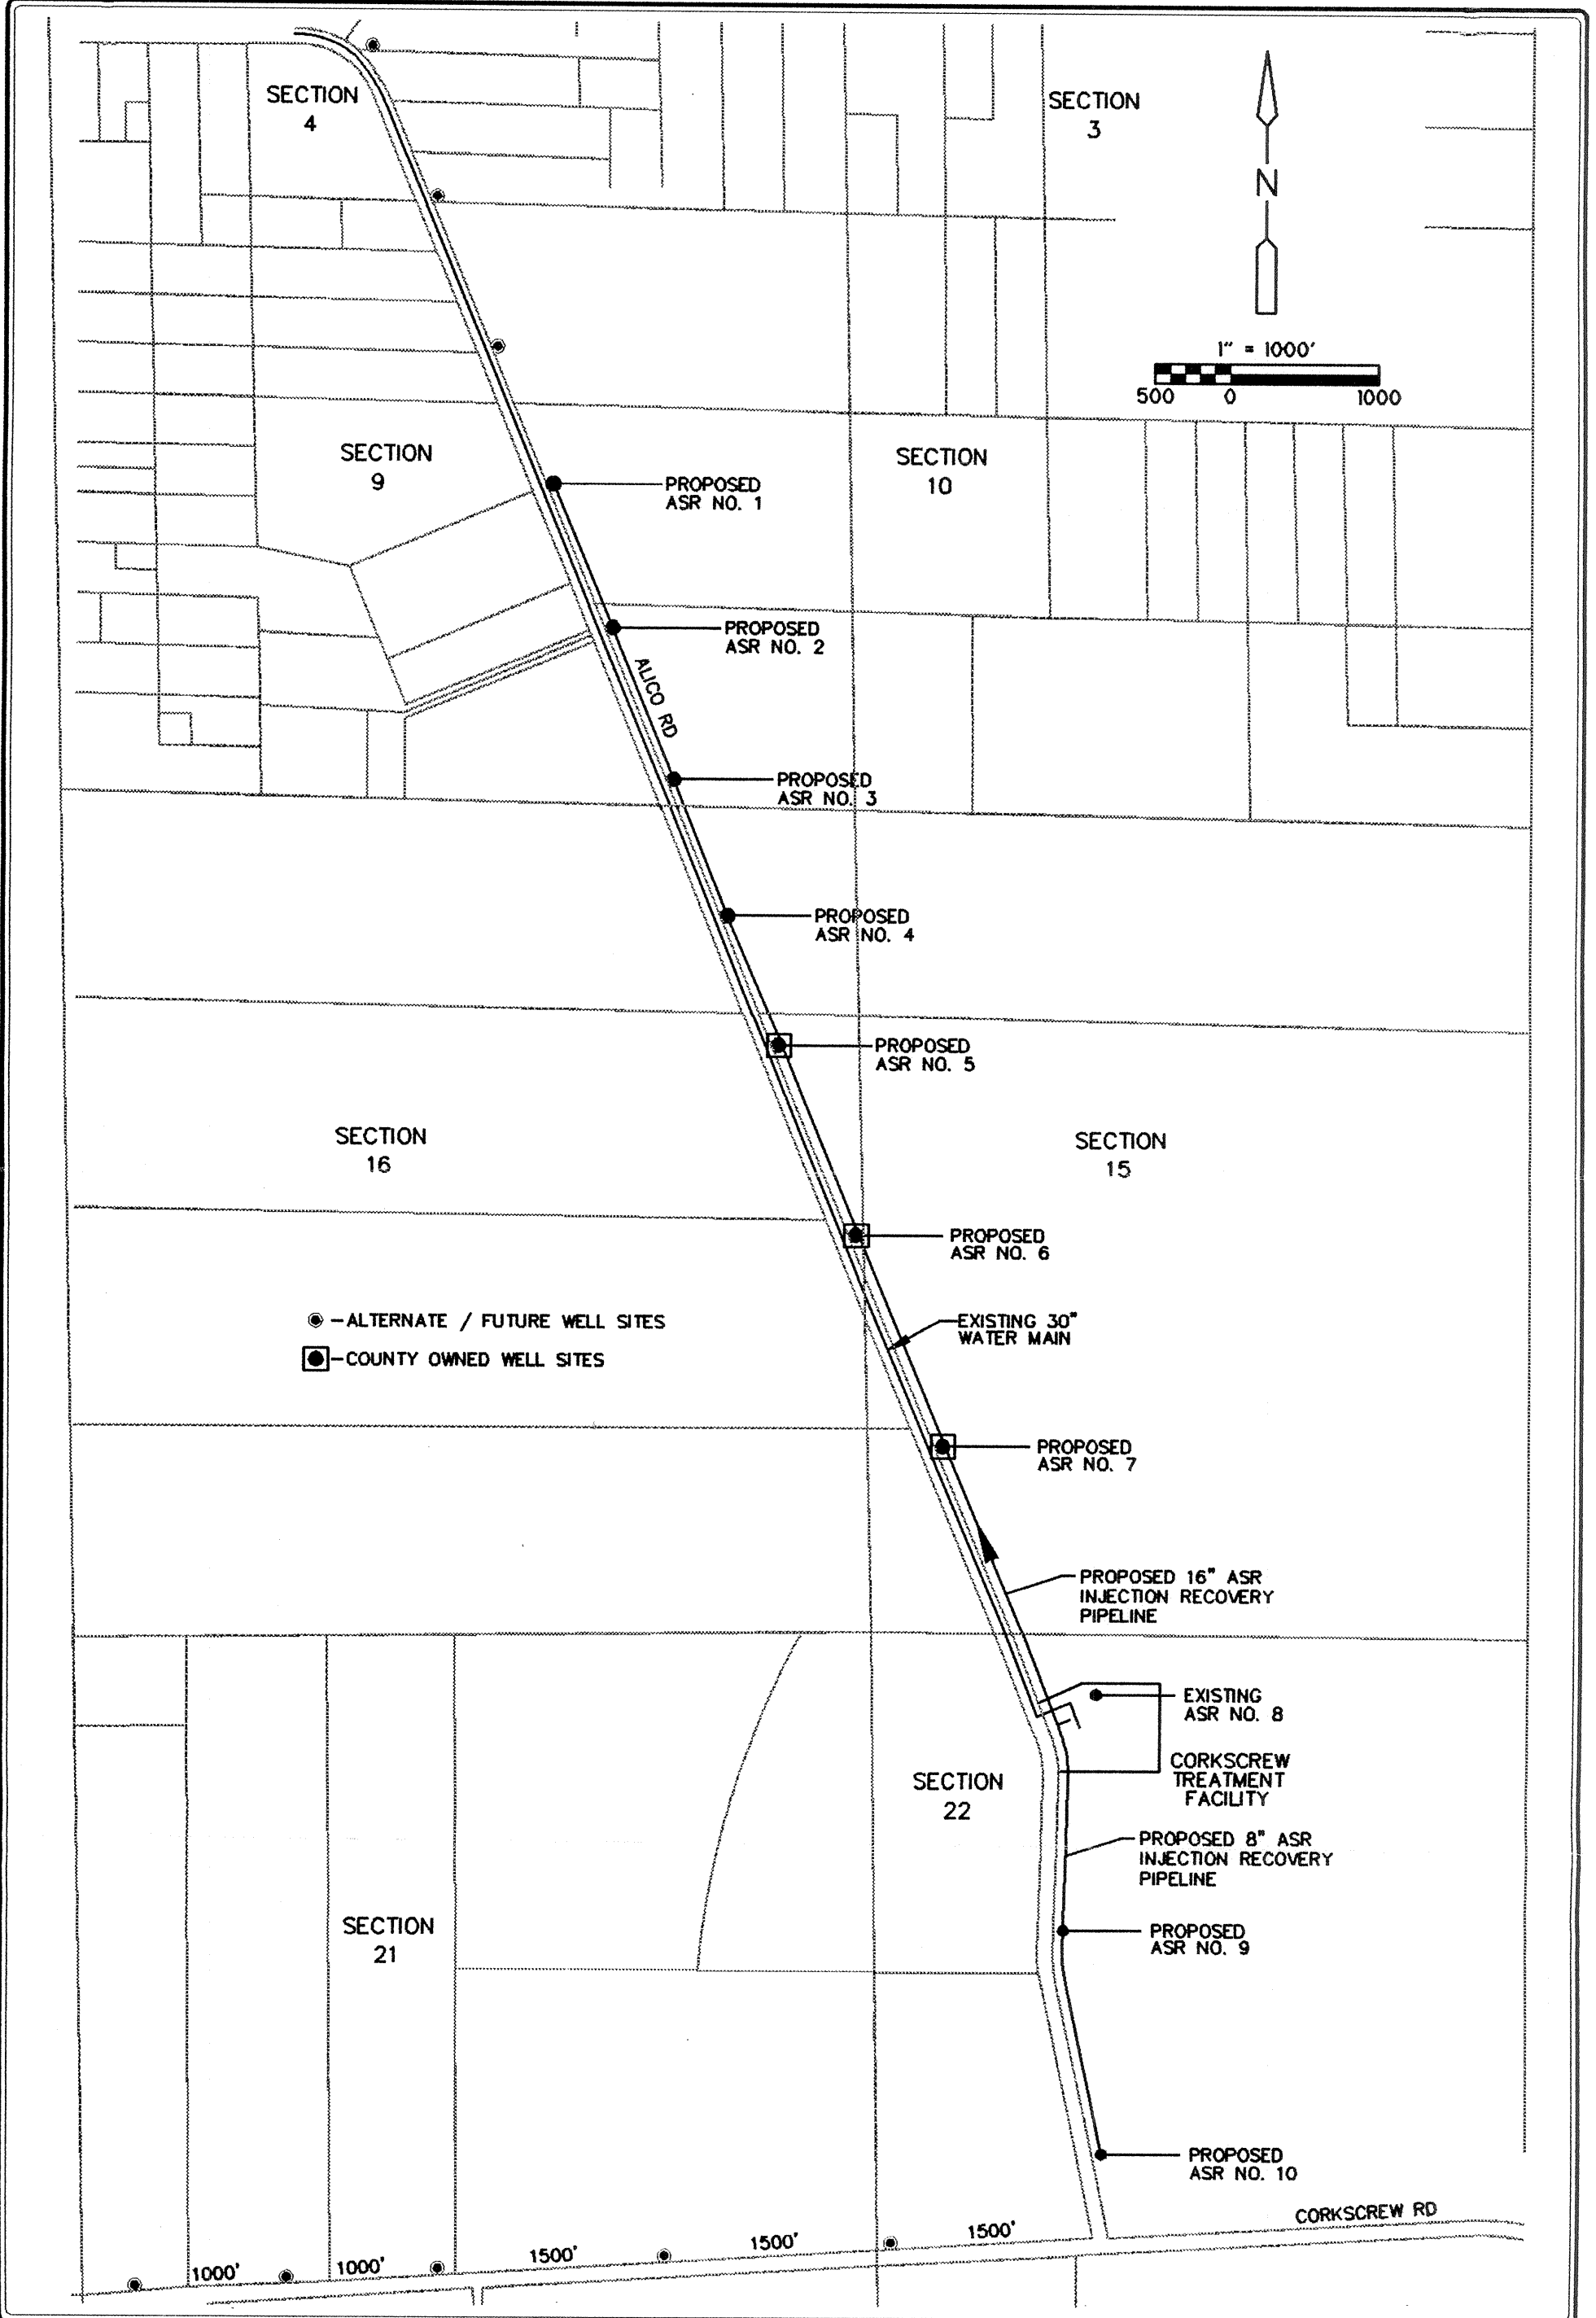 SECTION
4
SECTION
3
N
1" = 1000'
500 0 1000
SECTION
9
SECTION
10
PROPOSED
ASR NO. 1
PROPOSED
ASR NO. 2
ALICO RD
PROPOSED
ASR NO. 3
PROPOSED
ASR NO. 4
PROPOSED
ASR NO. 5
SECTION
16
SECTION
15
PROPOSED
ASR NO. 6
-ALTERNATE / FUTURE WELL SITES
-COUNTY OWNED WELL SITES
EXISTING 30"
WATER MAIN
PROPOSED
ASR NO. 7
PROPOSED 16" ASR
INJECTION RECOVERY
PIPELINE
EXISTING
ASR NO. 8
CORKSCREW
TREATMENT
FACILITY
SECTION
22
PROPOSED 8" ASR
INJECTION RECOVERY
PIPELINE
SECTION
21
PROPOSED
ASR NO. 9
PROPOSED
ASR NO. 10
CORKSCREW RD
1000' 1000' 1500' 1500' 1500'